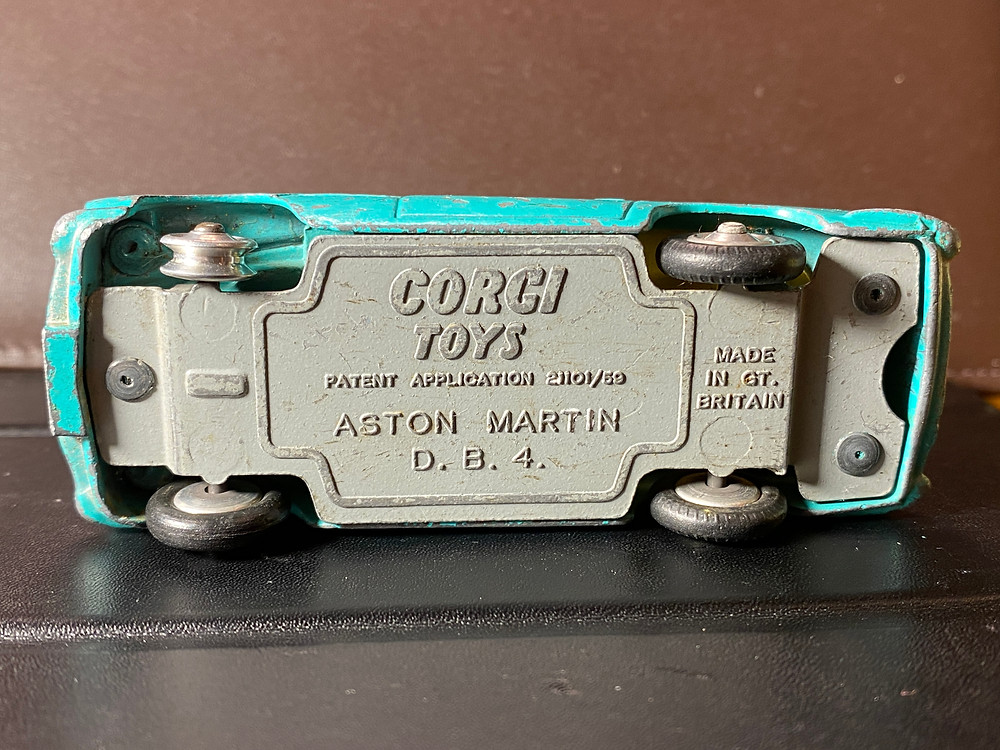 CORGI
TOYS
PATENT APPLICATION 21101/59
ASTON MARTIN
D. B. 4.
MADE
IN GT.
BRITAIN